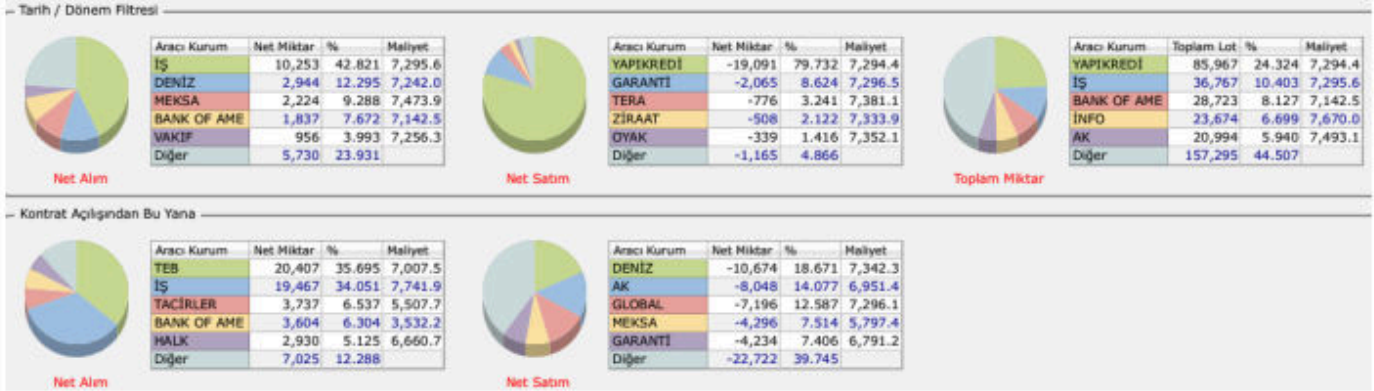 Tarih / Dönem Filtresi
Aracı Kurum Net Miktar % Maliyet
İŞ 10,253 42.821 7,295.6
DENİZ 2,944 12.295 7,242.0
MEKSA 2,224 9.288 7,473.9
BANK OF AME 1,837 7.672 7,142.5
VAKIF 956 3.993 7,256.3
Diğer 5,730 23.931
Net Alım
Aracı Kurum Net Miktar % Maliyet
YAPIKREDİ -19,091 79.732 7,294.4
GARANTİ -2,065 8.624 7,296.5
TERA -776 3.241 7,381.1
ZİRAAT -508 2.122 7,333.9
OYAK -339 1.416 7,352.1
Diğer -1,165 4.866
Net Satım
Aracı Kurum Toplam Lot % Maliyet
YAPIKREDİ 85,967 24.324 7,294.4
İŞ 36,767 10.403 7,295.6
BANK OF AME 28,723 8.127 7,142.5
İNFO 23,674 6.699 7,670.0
AK 20,994 5.940 7,493.1
Diğer 157,295 44.507
Toplam Miktar
Kontrat Açılışından Bu Yana
Aracı Kurum Net Miktar % Maliyet
TEB 20,407 35.695 7,007.5
İŞ 19,467 34.051 7,741.9
TACİRLER 3,737 6.537 5,507.7
BANK OF AME 3,604 6.304 3,532.2
HALK 2,930 5.125 6,660.7
Diğer 7,025 12.288
Net Alım
Aracı Kurum Net Miktar % Maliyet
DENİZ -10,674 18.671 7,342.3
AK -8,048 14.077 6,951.4
GLOBAL -7,196 12.587 7,296.1
MEKSA -4,296 7.514 5,797.4
GARANTİ -4,234 7.406 6,791.2
Diğer -22,722 39.745
Net Satım